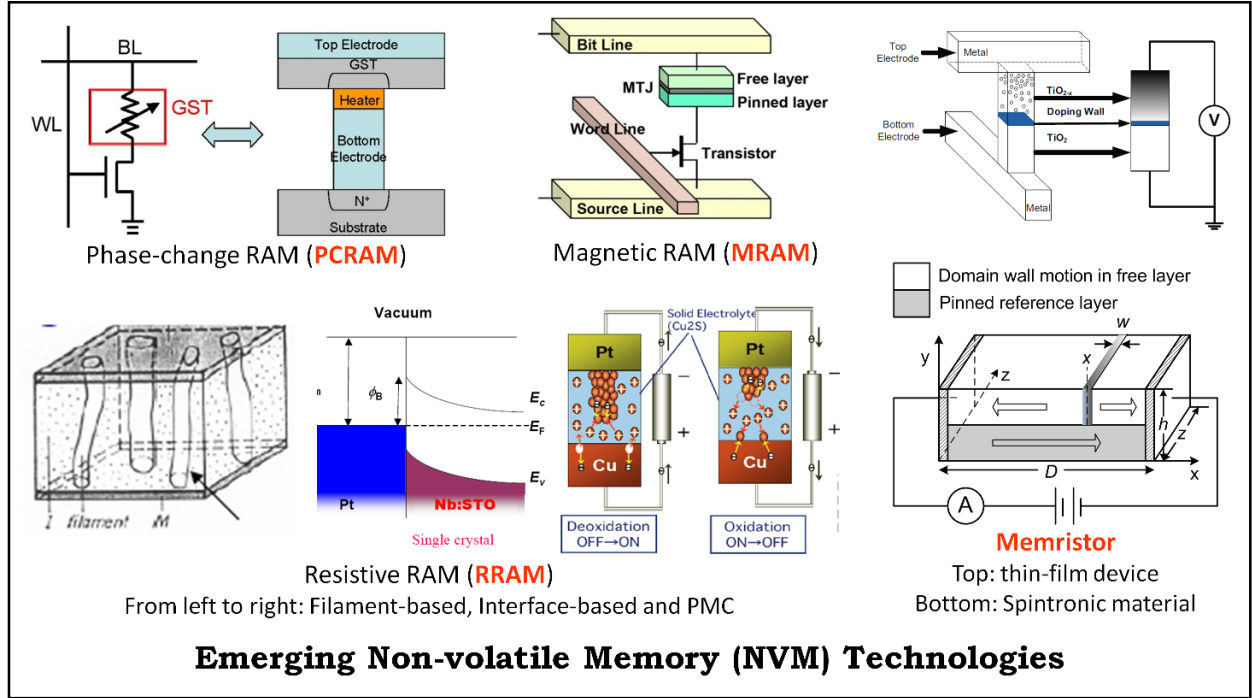 BL
WL
GST
Top Electrode
GST
Heater
Bottom
Electrode
N+
Substrate
Phase-change RAM (PCRAM)
Bit Line
MTJ
Free layer
Pinned layer
Word Line
Transistor
Source Line
Magnetic RAM (MRAM)
Top
Electrode
Metal
TiO2-x
Doping Wall
TiO2
Bottom
Electrode
Metal
V
Domain wall motion in free layer
Pinned reference layer
I filament M
Vacuum
ϕB
Ec
EF
Ev
Pt
Nb:STO
Single crystal
Solid Electrolyte
(Cu2S)
Pt
Cu
−
+
Deoxidation
OFF→ON
Pt
Cu
−
+
Oxidation
ON→OFF
Resistive RAM (RRAM)
From left to right: Filament-based, Interface-based and PMC
w
y
x
z
h
z
D
x
A
Memristor
Top: thin-film device
Bottom: Spintronic material
Emerging Non-volatile Memory (NVM) Technologies